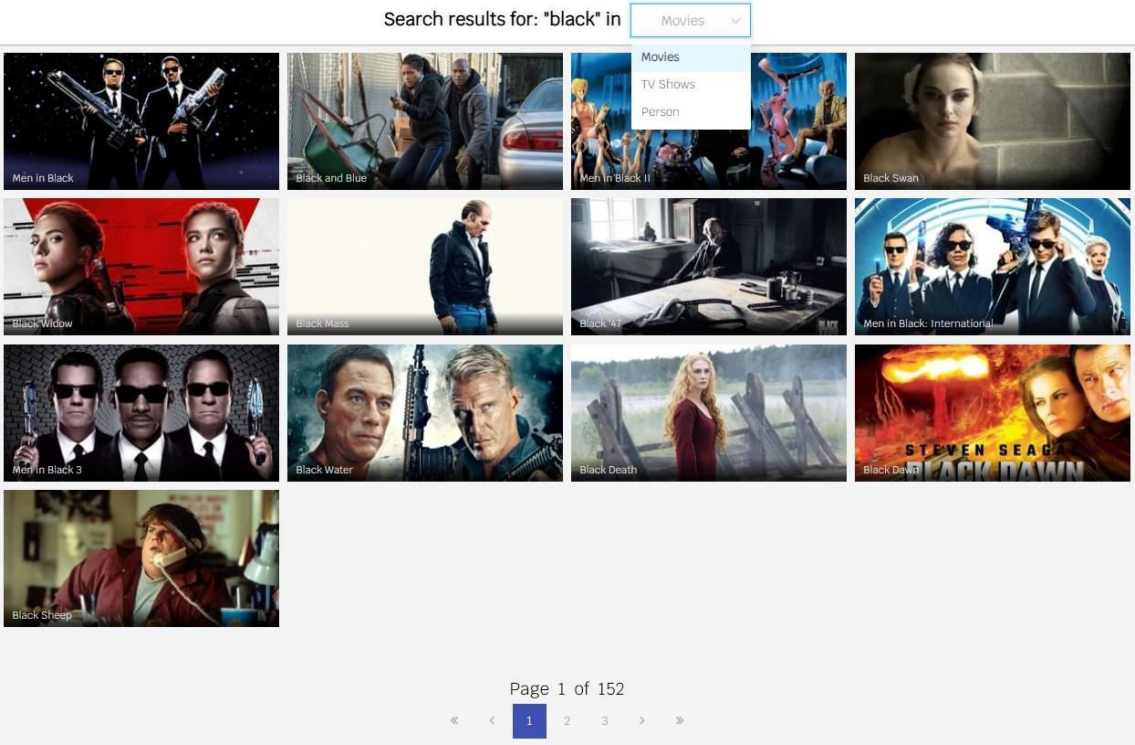 Search results for: "black" in Movies
Movies
TV Shows
Person
Men in Black
Black and Blue
Men in Black II
Black Swan
Black Widow
Black Mass
Black '47
BLACK
Men in Black: International
Men in Black 3
Black Water
Black Death
STEVEN SEAGAL
BLACK DAWN
Black Dawn
Black Sheep
Page 1 of 152
« ‹ 1 2 3 › »